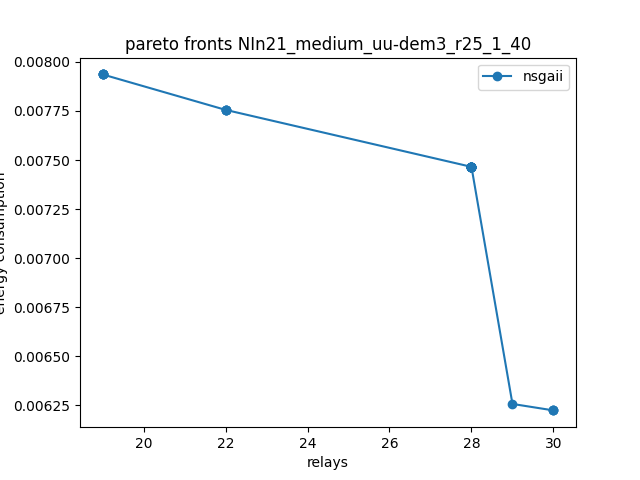 pareto fronts NIn21_medium_uu-dem3_r25_1_40
nsgaii
0.00800
0.00775
0.00750
0.00725
0.00700
0.00675
0.00650
0.00625
energy consumption
20 22 24 26 28 30
relays